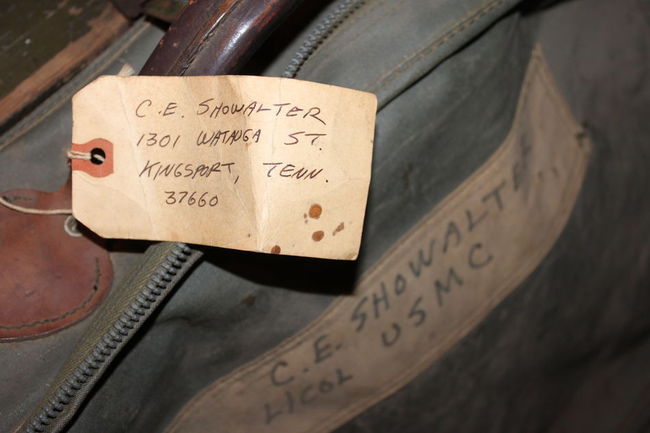 C.E. SHOWALTER
1301 WATAUGA ST.
KINGSPORT, TENN.
37660
C.E. SHOWALTER
LTCOL USMC